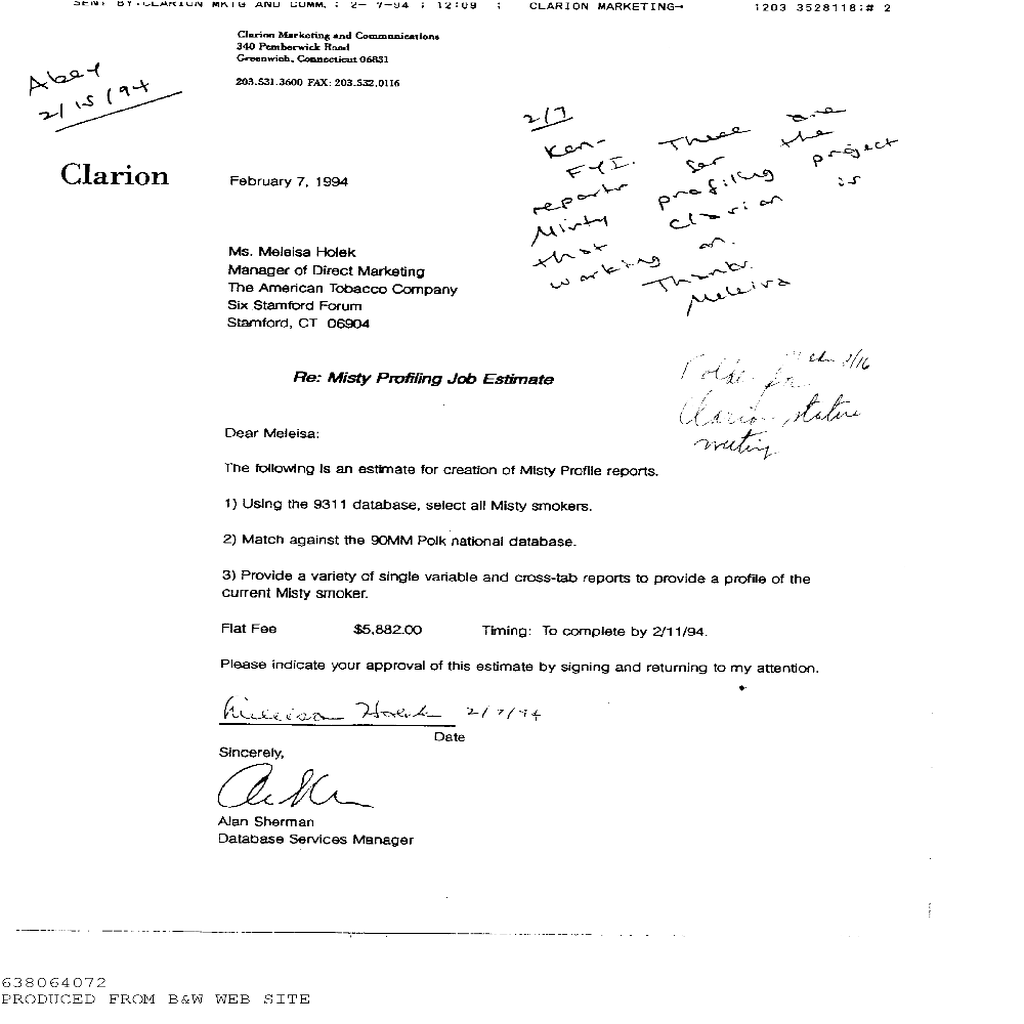 SENT BY:CLARION MKTG AND COMM. ; 2- 7-94 ; 12:09 ; CLARION MARKETING→ 1203 3528118;# 2
Clarion Marketing and Communications
340 Pemberwick Road
Greenwich, Connecticut 06831
203.531.3600 FAX: 203.532.0116
2/15/94
2/7
Ken-
FYI. These are
reports for the
Misty profiling project
that Clarion is
working on.
Thanks.
Meleisa
Clarion
February 7, 1994
Ms. Meleisa Holek
Manager of Direct Marketing
The American Tobacco Company
Six Stamford Forum
Stamford, CT 06904
2/16
Clarion status
meeting
Re: Misty Profiling Job Estimate
Dear Meleisa:
The following is an estimate for creation of Misty Profile reports.
1) Using the 9311 database, select all Misty smokers.
2) Match against the 90MM Polk national database.
3) Provide a variety of single variable and cross-tab reports to provide a profile of the
current Misty smoker.
Flat Fee $5,882.00 Timing: To complete by 2/11/94.
Please indicate your approval of this estimate by signing and returning to my attention.
Meleisa Holek 2/7/94
Date
Sincerely,
Alan Sherman
Database Services Manager
638064072
PRODUCED FROM B&W WEB SITE